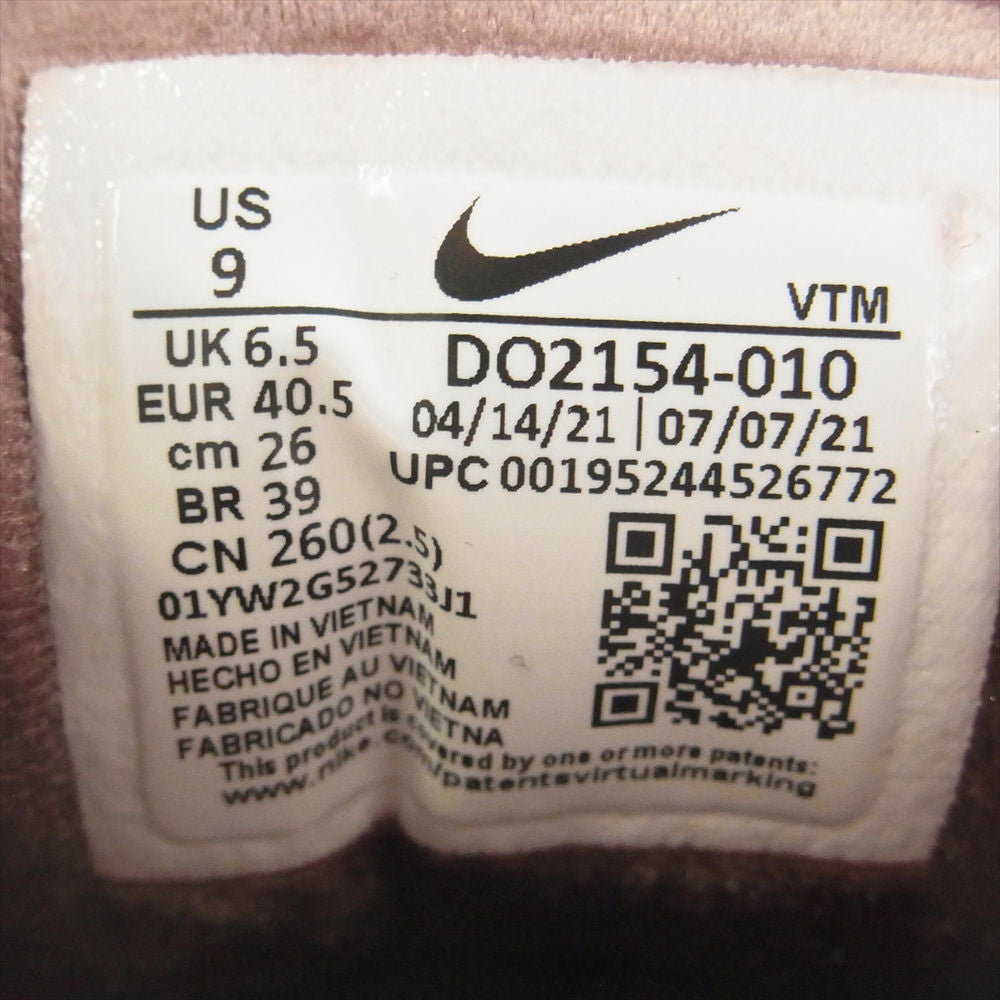 US
9
VTM
UK 6.5
EUR 40.5
cm 26
BR 39
CN 260(2.5)
01YW2G52733J1
DO2154-010
04/14/21 | 07/07/21
UPC 00195244526772
MADE IN VIETNAM
HECHO EN VIETNAM
FABRIQUE AU VIETNAM
FABRICADO NO VIETNA
This product is covered by one or more patents:
www.nike.com/patentsvirtualmarking